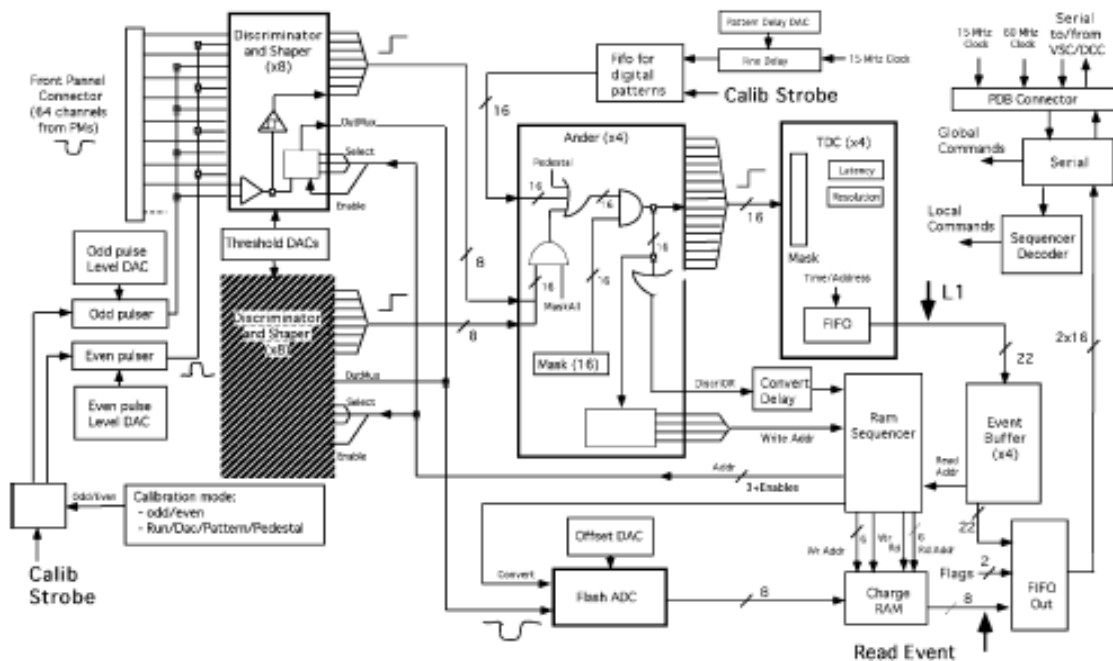 Front Pannel
Connector
(64 channels
from PMs)
Discriminator
and Shaper
(x8)
OutMux
Select
Enable
Threshold DACs
Odd pulse
Level DAC
Odd pulser
Even pulser
Even pulse
Level DAC
Discriminator
and Shaper
(x8)
OutMux
Select
Enable
Odd/Even
Calibration mode:
- odd/even
- Run/Dac/Pattern/Pedestal
Calib
Strobe
8
8
Fifo for
digital
patterns
Pattern Delay DAC
Fine Delay
15 MHz Clock
Calib Strobe
16
Ander (x4)
Pedestal
16
16
16
16
16
MaskAll
Mask (16)
16
TDC (x4)
Latency
Resolution
Mask
Time/Address
FIFO
L1
22
DiscriOR
Convert
Delay
Write Addr
Ram
Sequencer
Addr
3+Enables
Read
Addr
Event
Buffer
(x4)
22
Offset DAC
Convert
Flash ADC
8
6
6
Wr Addr
Wr
Rd
Rd Addr
Charge
RAM
Flags
2
8
FIFO
Out
Read Event
15 MHz
Clock
60 MHz
Clock
Serial
to/from
VSC/DCC
PDB Connector
Global
Commands
Serial
Local
Commands
Sequencer
Decoder
2x16